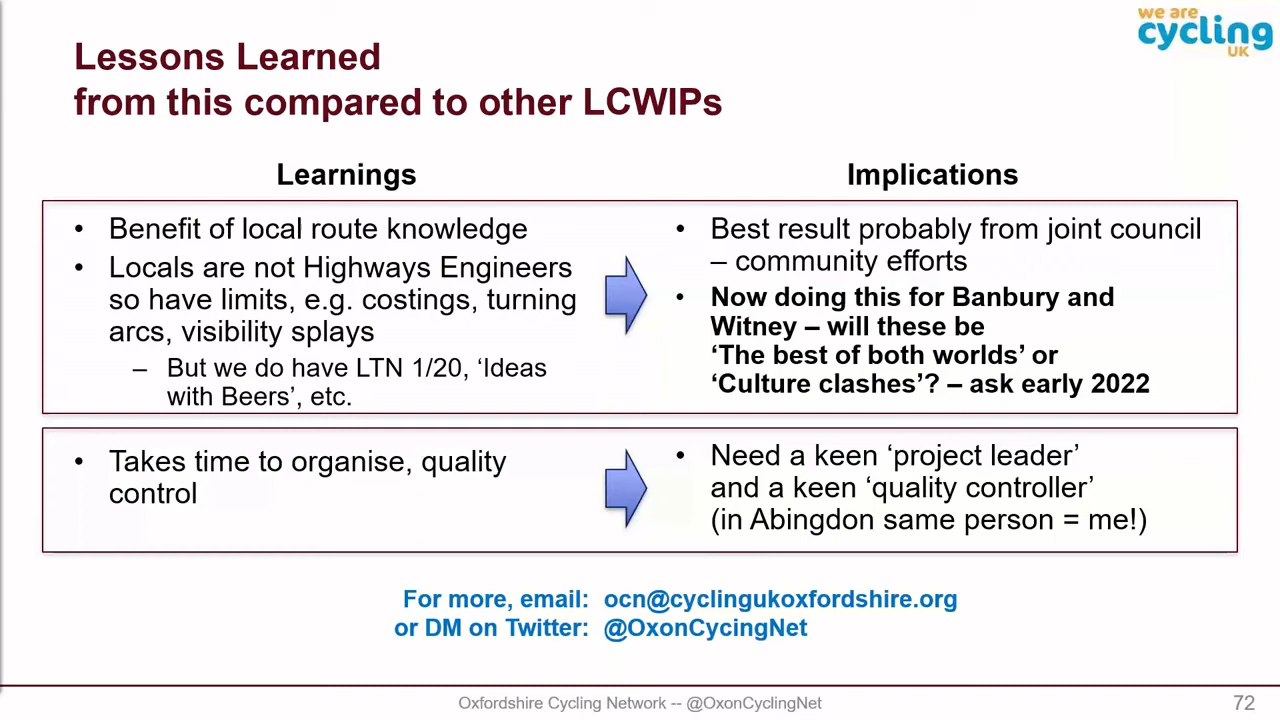 we are
cycling
UK
Lessons Learned
from this compared to other LCWIPs
Learnings
Implications
• Benefit of local route knowledge
• Locals are not Highways Engineers
so have limits, e.g. costings, turning
arcs, visibility splays
– But we do have LTN 1/20, ‘Ideas
with Beers’, etc.
• Best result probably from joint council
– community efforts
• Now doing this for Banbury and
Witney – will these be
‘The best of both worlds’ or
‘Culture clashes’? – ask early 2022
• Takes time to organise, quality
control
• Need a keen ‘project leader’
and a keen ‘quality controller’
(in Abingdon same person = me!)
For more, email: ocn@cyclingukoxfordshire.org
or DM on Twitter: @OxonCycingNet
Oxfordshire Cycling Network -- @OxonCyclingNet
72